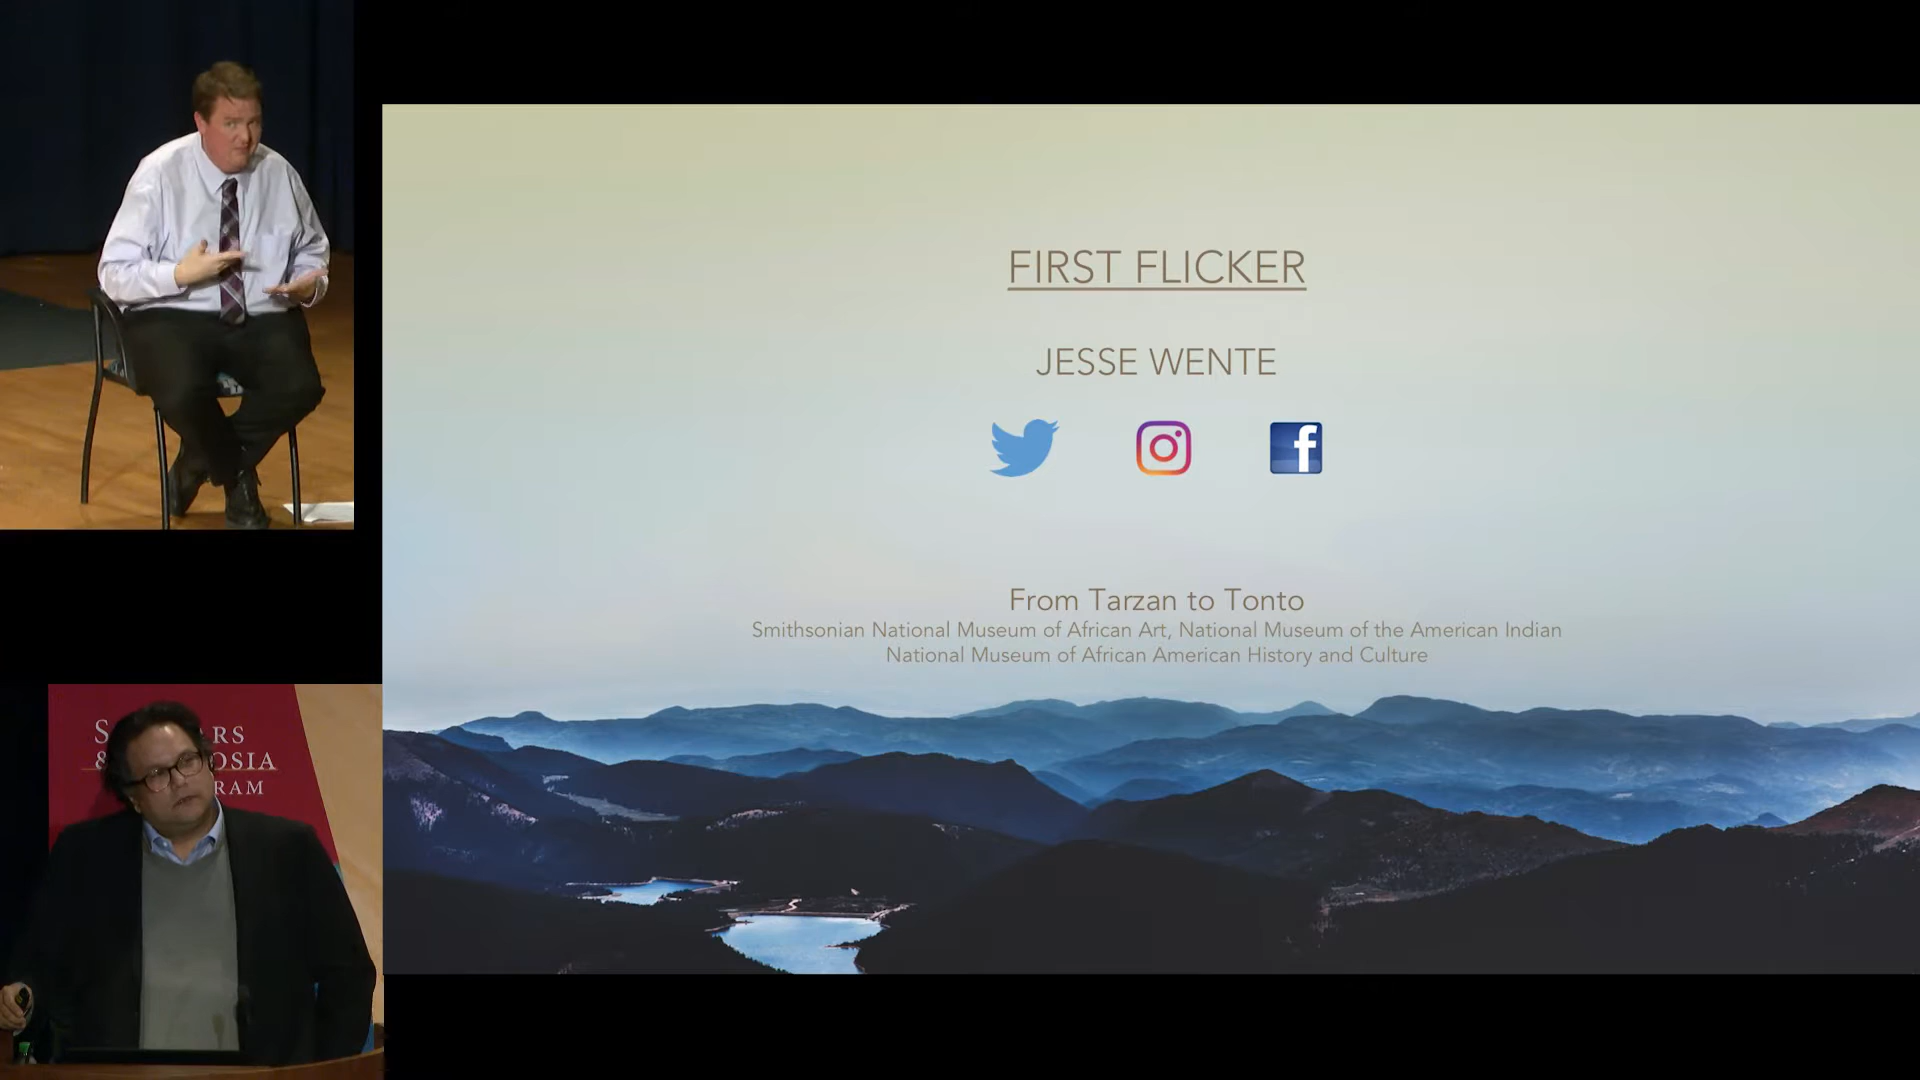 FIRST FLICKER
JESSE WENTE
From Tarzan to Tonto
Smithsonian National Museum of African Art, National Museum of the American Indian
National Museum of African American History and Culture
&